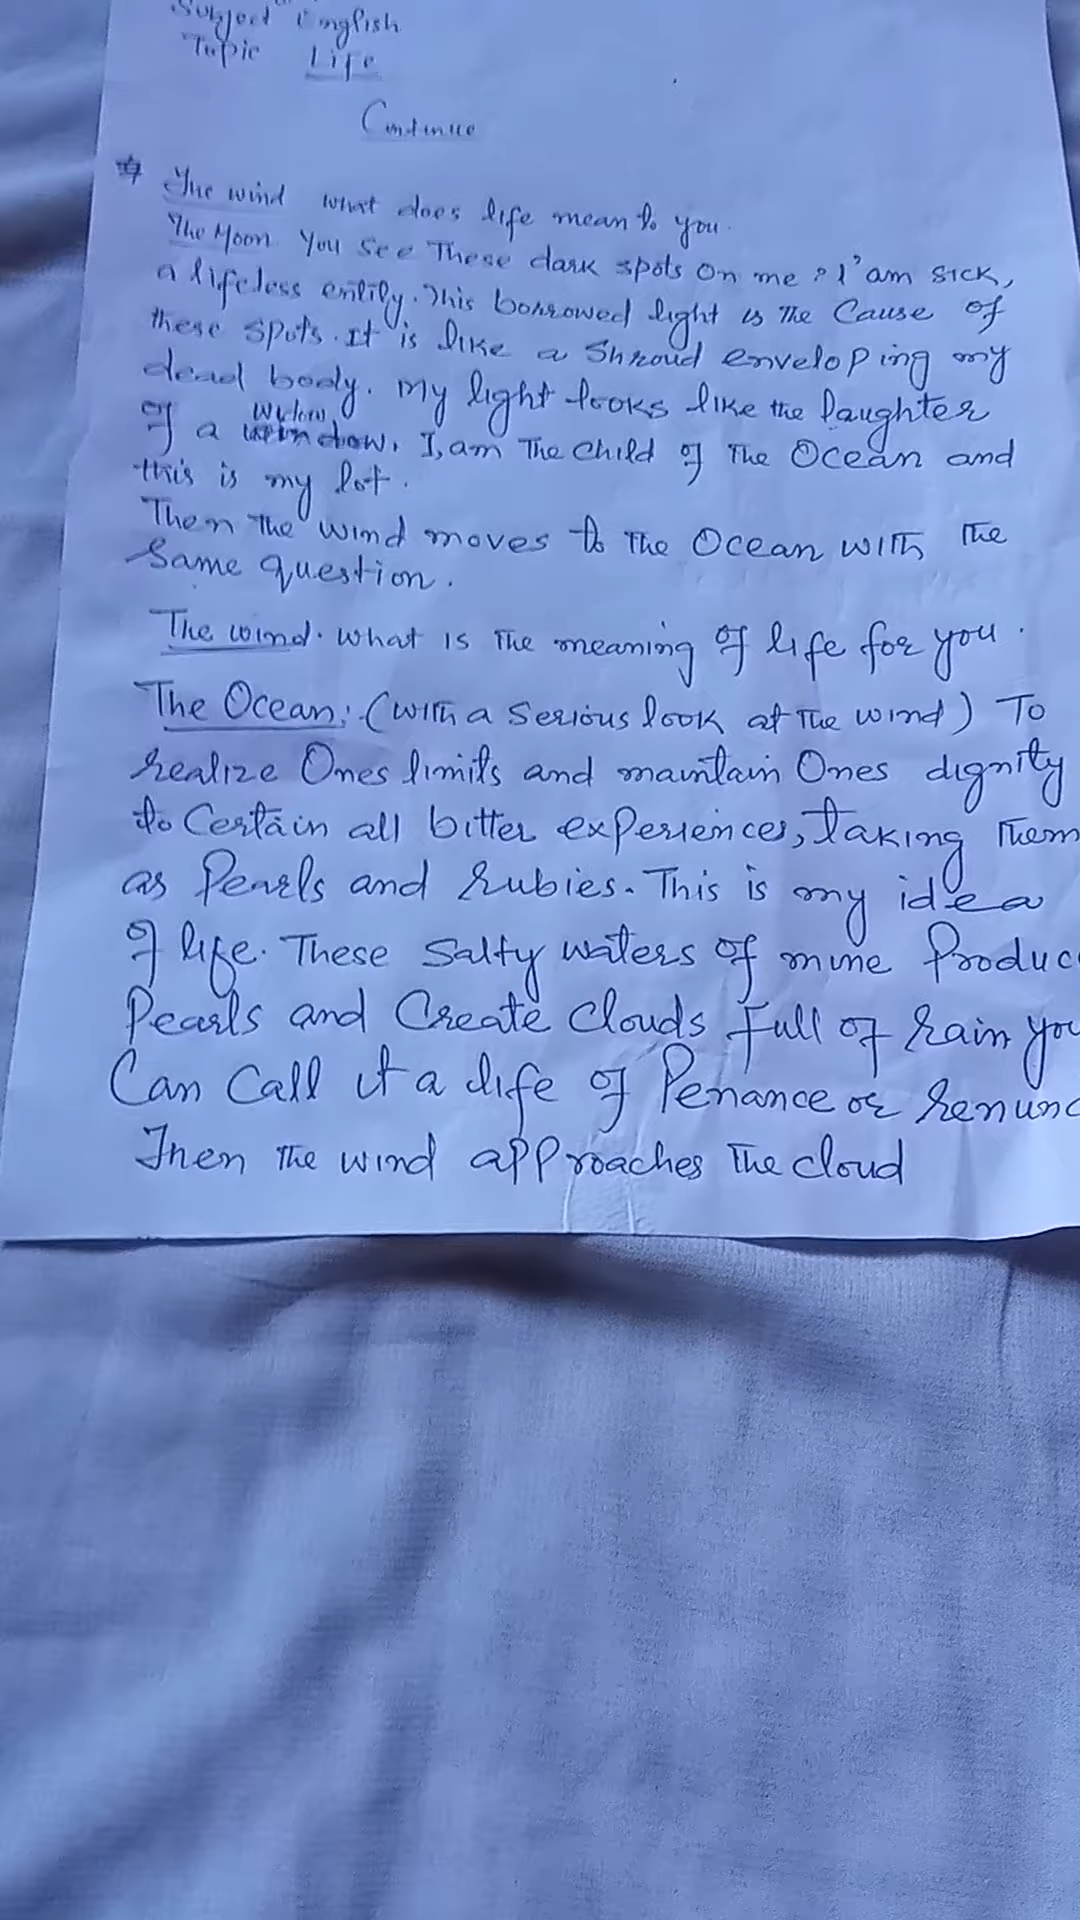 Subject English
Topic Life
Continue
The wind what does life mean to you.
The Moon You see These dark spots on me ? I'am sick,
a lifeless entity. This borrowed light is The Cause of
these spots. It is like a Shroud enveloping my
dead body. My light looks like the laughter
widow
of a window. I, am The Child of The Ocean and
this is my lot.
Then The wind moves to The Ocean with The
Same question.
The wind. what is The meaning of life for you.
The Ocean: (with a serious look at The wind) To
realize Ones limits and maintain Ones dignity
to Certain all bitter experiences, taking Them
as Pearls and rubies. This is my idea
of life. These Salty waters of mine Produc
Pearls and Create Clouds full of rain you
Can Call it a life of Penance or renunc
Then The wind approaches The cloud